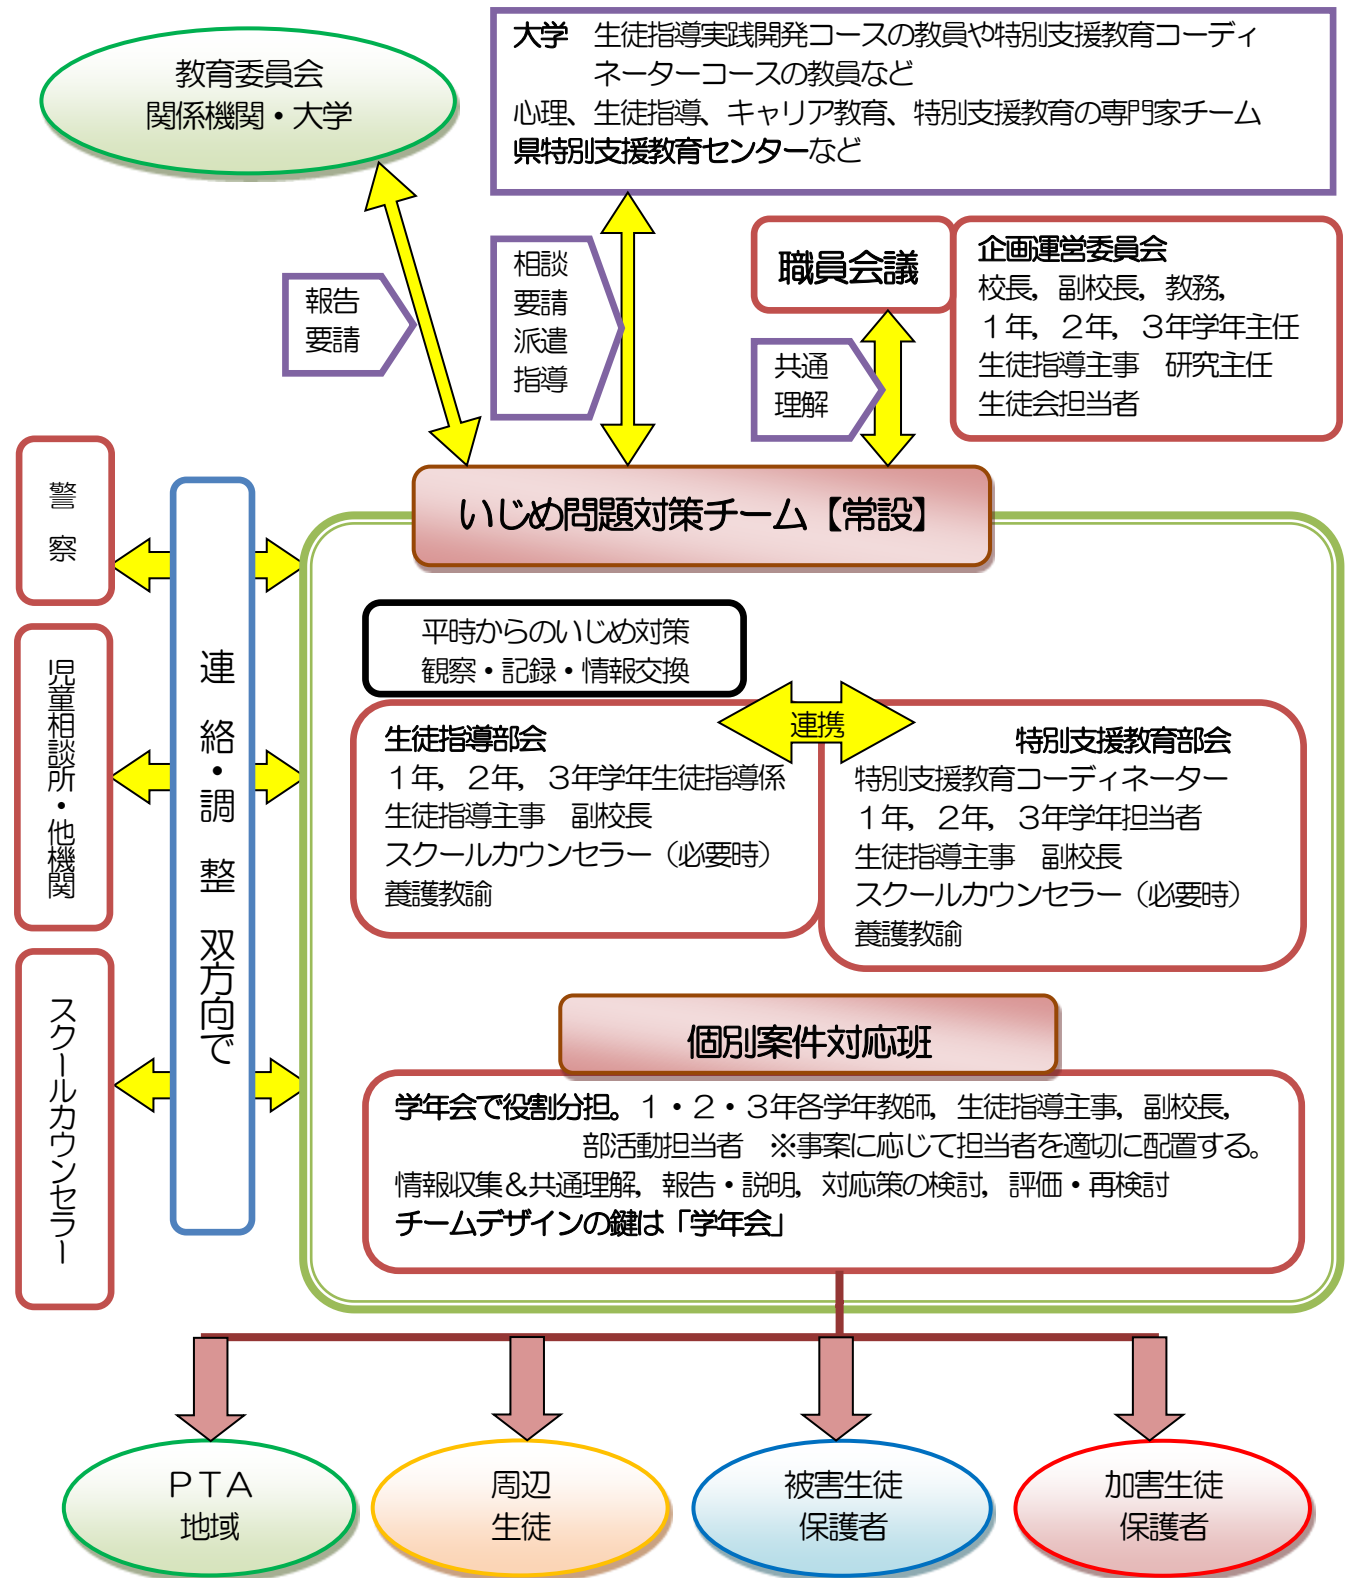 教育委員会
関係機関・大学
大学　生徒指導実践開発コースの教員や特別支援教育コーディ
ネーターコースの教員など
心理、生徒指導、キャリア教育、特別支援教育の専門家チーム
県特別支援教育センターなど
報告
要請
相談
要請
派遣
指導
職員会議
共通
理解
企画運営委員会
校長，副校長，教務，
１年，２年，３年学年主任
生徒指導主事　研究主任
生徒会担当者
いじめ問題対策チーム【常設】
警察
児童相談所・他機関
スクールカウンセラー
連絡・調整　双方向で
平時からのいじめ対策
観察・記録・情報交換
連携
生徒指導部会
１年，２年，３年学年生徒指導係
生徒指導主事　副校長
スクールカウンセラー（必要時）
養護教諭
特別支援教育部会
特別支援教育コーディネーター
１年，２年，３年学年担当者
生徒指導主事　副校長
スクールカウンセラー（必要時）
養護教諭
個別案件対応班
学年会で役割分担。１・２・３年各学年教師，生徒指導主事，副校長，
部活動担当者　※事案に応じて担当者を適切に配置する。
情報収集＆共通理解，報告・説明，対応策の検討，評価・再検討
チームデザインの鍵は「学年会」
ＰＴＡ
地域
周辺
生徒
被害生徒
保護者
加害生徒
保護者